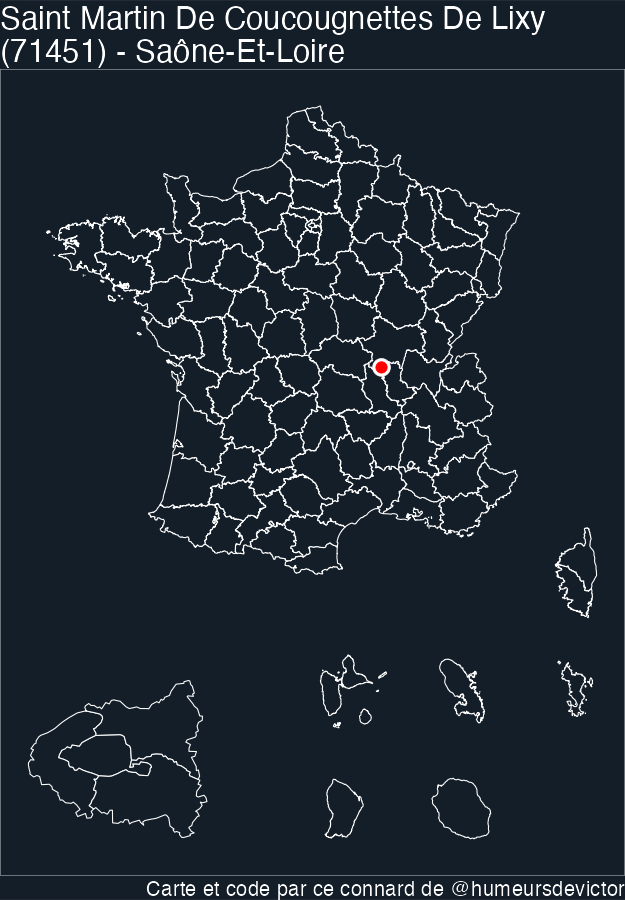 Saint Martin De Coucougnettes De Lixy
(71451) - Saône-Et-Loire
Carte et code par ce connard de @humeursdevictor